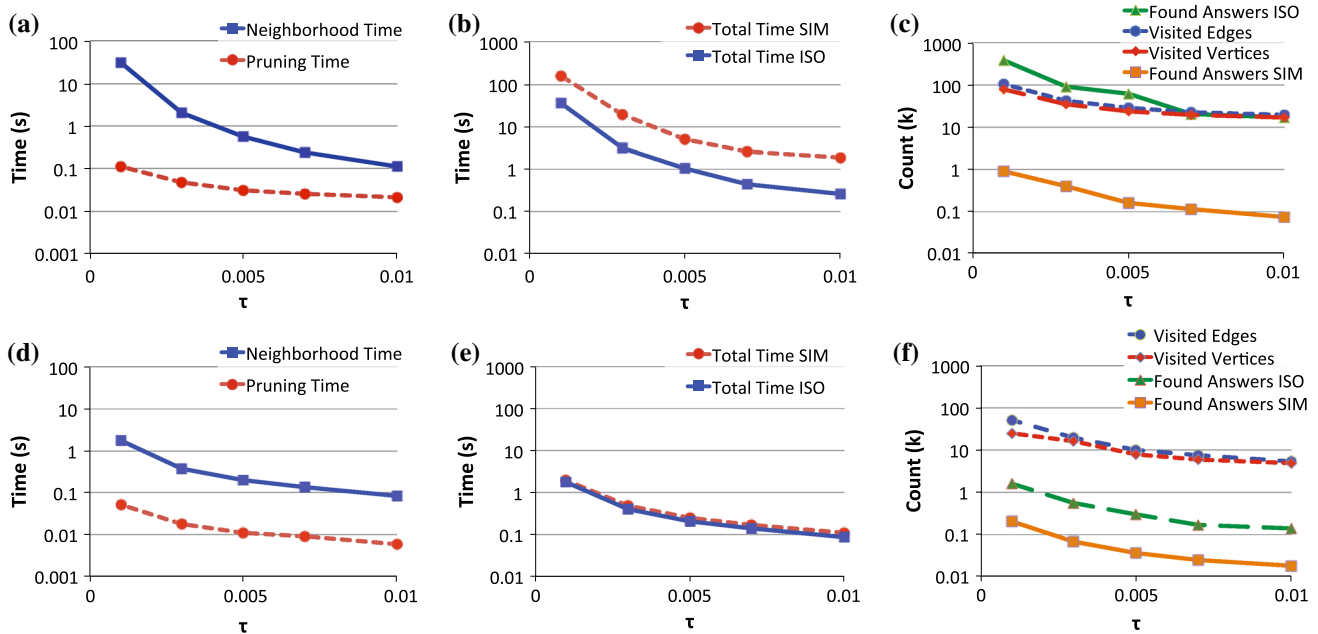 (a)
Neighborhood Time
Pruning Time
100
10
1
0.1
0.01
0.001
0
0.005
0.01
Time (s)
τ
(b)
Total Time SIM
Total Time ISO
1000
100
10
1
0.1
0.01
0
0.005
0.01
Time (s)
τ
(c)
Found Answers ISO
Visited Edges
Visited Vertices
Found Answers SIM
1000
100
10
1
0.1
0.01
0
0.005
0.01
Count (k)
τ
(d)
Neighborhood Time
Pruning Time
100
10
1
0.1
0.01
0.001
0
0.005
0.01
Time (s)
τ
(e)
Total Time SIM
Total Time ISO
1000
100
10
1
0.1
0.01
0
0.005
0.01
Time (s)
τ
(f)
Visited Edges
Visited Vertices
Found Answers ISO
Found Answers SIM
1000
100
10
1
0.1
0.01
0
0.005
0.01
Count (k)
τ